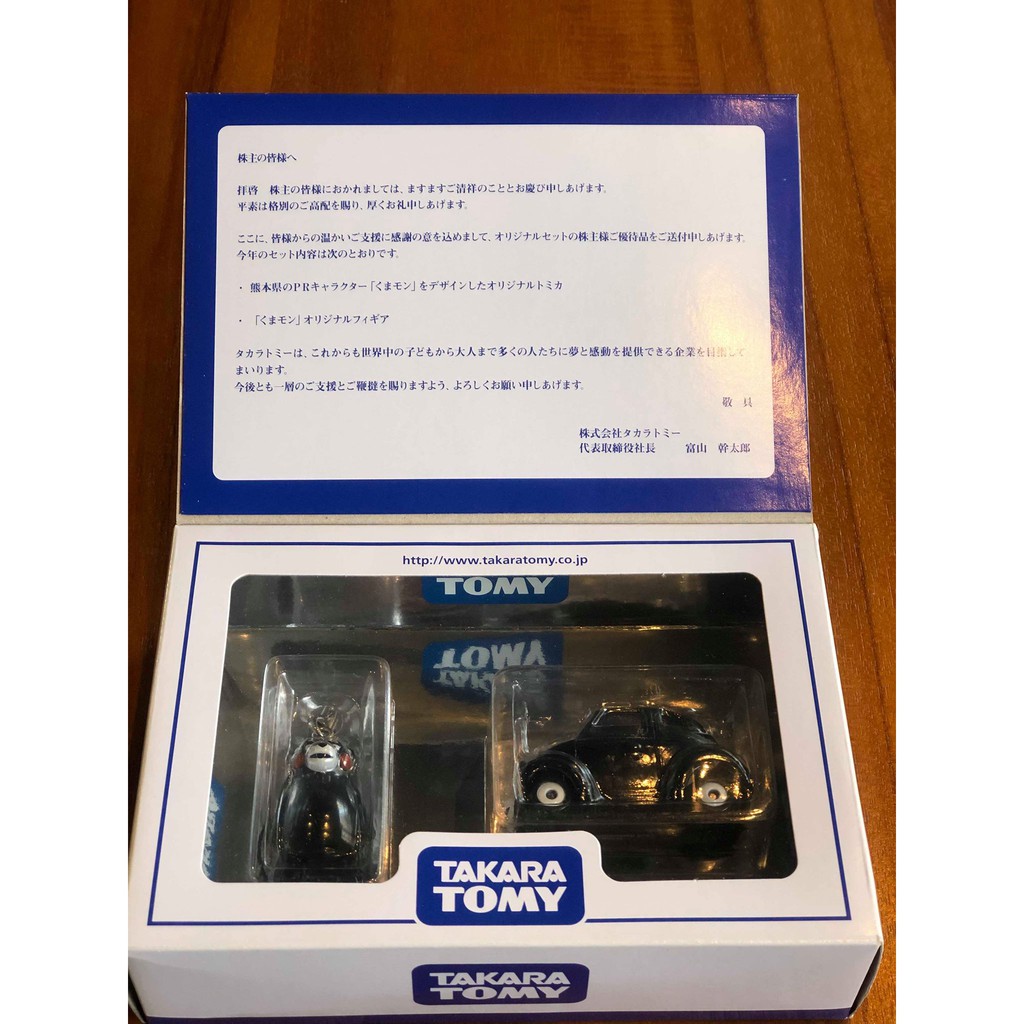 株主の皆様へ
拝啓　株主の皆様におかれましては、ますますご清祥のこととお慶び申しあげます。
平素は格別のご高配を賜り、厚くお礼申しあげます。
ここに、皆様からの温かいご支援に感謝の意を込めまして、オリジナルセットの株主様ご優待品をご送付申しあげます。
今年のセット内容は次のとおりです。
・ 熊本県のPRキャラクター「くまモン」をデザインしたオリジナルトミカ
・ 「くまモン」オリジナルフィギア
タカラトミーは、これからも世界中の子どもから大人まで多くの人たちに夢と感動を提供できる企業を目指して
まいります。
今後とも一層のご支援とご鞭撻を賜りますよう、よろしくお願い申しあげます。
敬　具
株式会社タカラトミー
代表取締役社長　　富山　幹太郎
http://www.takaratomy.co.jp
TOMY
TAKARA
TOMY
TAKARA
TOMY